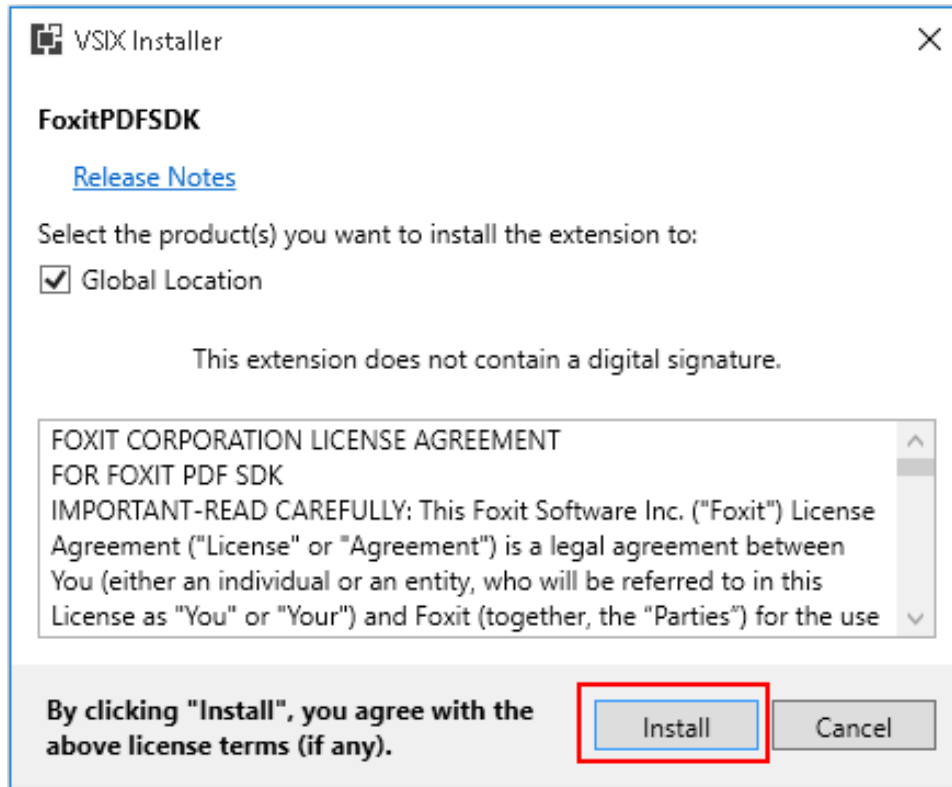 VSIX Installer
FoxitPDFSDK
Release Notes
Select the product(s) you want to install the extension to:
Global Location
This extension does not contain a digital signature.
FOXIT CORPORATION LICENSE AGREEMENT
FOR FOXIT PDF SDK
IMPORTANT-READ CAREFULLY: This Foxit Software Inc. ("Foxit") License
Agreement ("License" or "Agreement") is a legal agreement between
You (either an individual or an entity, who will be referred to in this
License as "You" or "Your") and Foxit (together, the “Parties”) for the use
By clicking "Install", you agree with the
above license terms (if any).
Install
Cancel